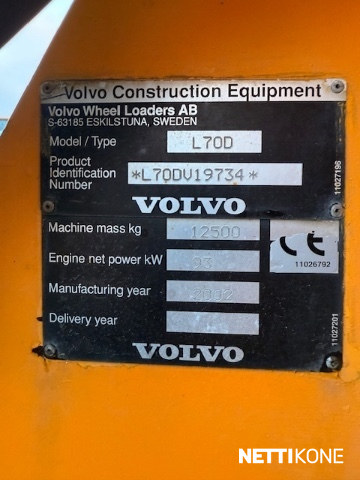 Volvo Construction Equipment
Volvo Wheel Loaders AB
S-63185 ESKILSTUNA, SWEDEN
Model / Type L70D
Product
Identification
Number *L70DV19734*
11027196
VOLVO
Machine mass kg 12500
Engine net power kW
CE
11026792
Manufacturing year
Delivery year
VOLVO
11027201
NETTIKONE